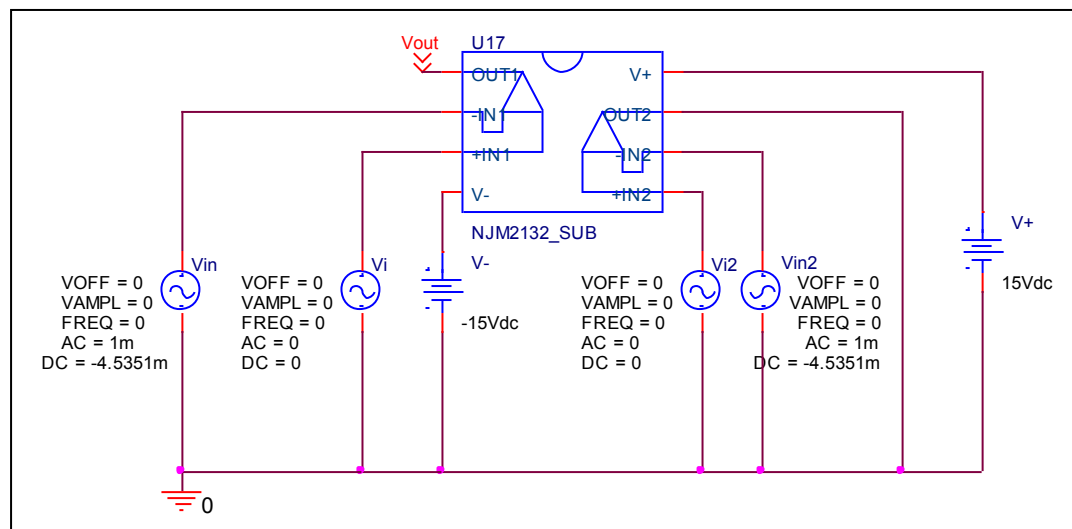 U17
Vout
OUT1
V+
-IN1
OUT2
+IN1
-IN2
V-
+IN2
NJM2132_SUB
Vin
VOFF = 0
VAMPL = 0
FREQ = 0
AC = 1m
DC = -4.5351m
Vi
VOFF = 0
VAMPL = 0
FREQ = 0
AC = 0
DC = 0
V-
-15Vdc
Vi2
VOFF = 0
VAMPL = 0
FREQ = 0
AC = 0
DC = 0
Vin2
VOFF = 0
VAMPL = 0
FREQ = 0
AC = 1m
DC = -4.5351m
V+
15Vdc
0